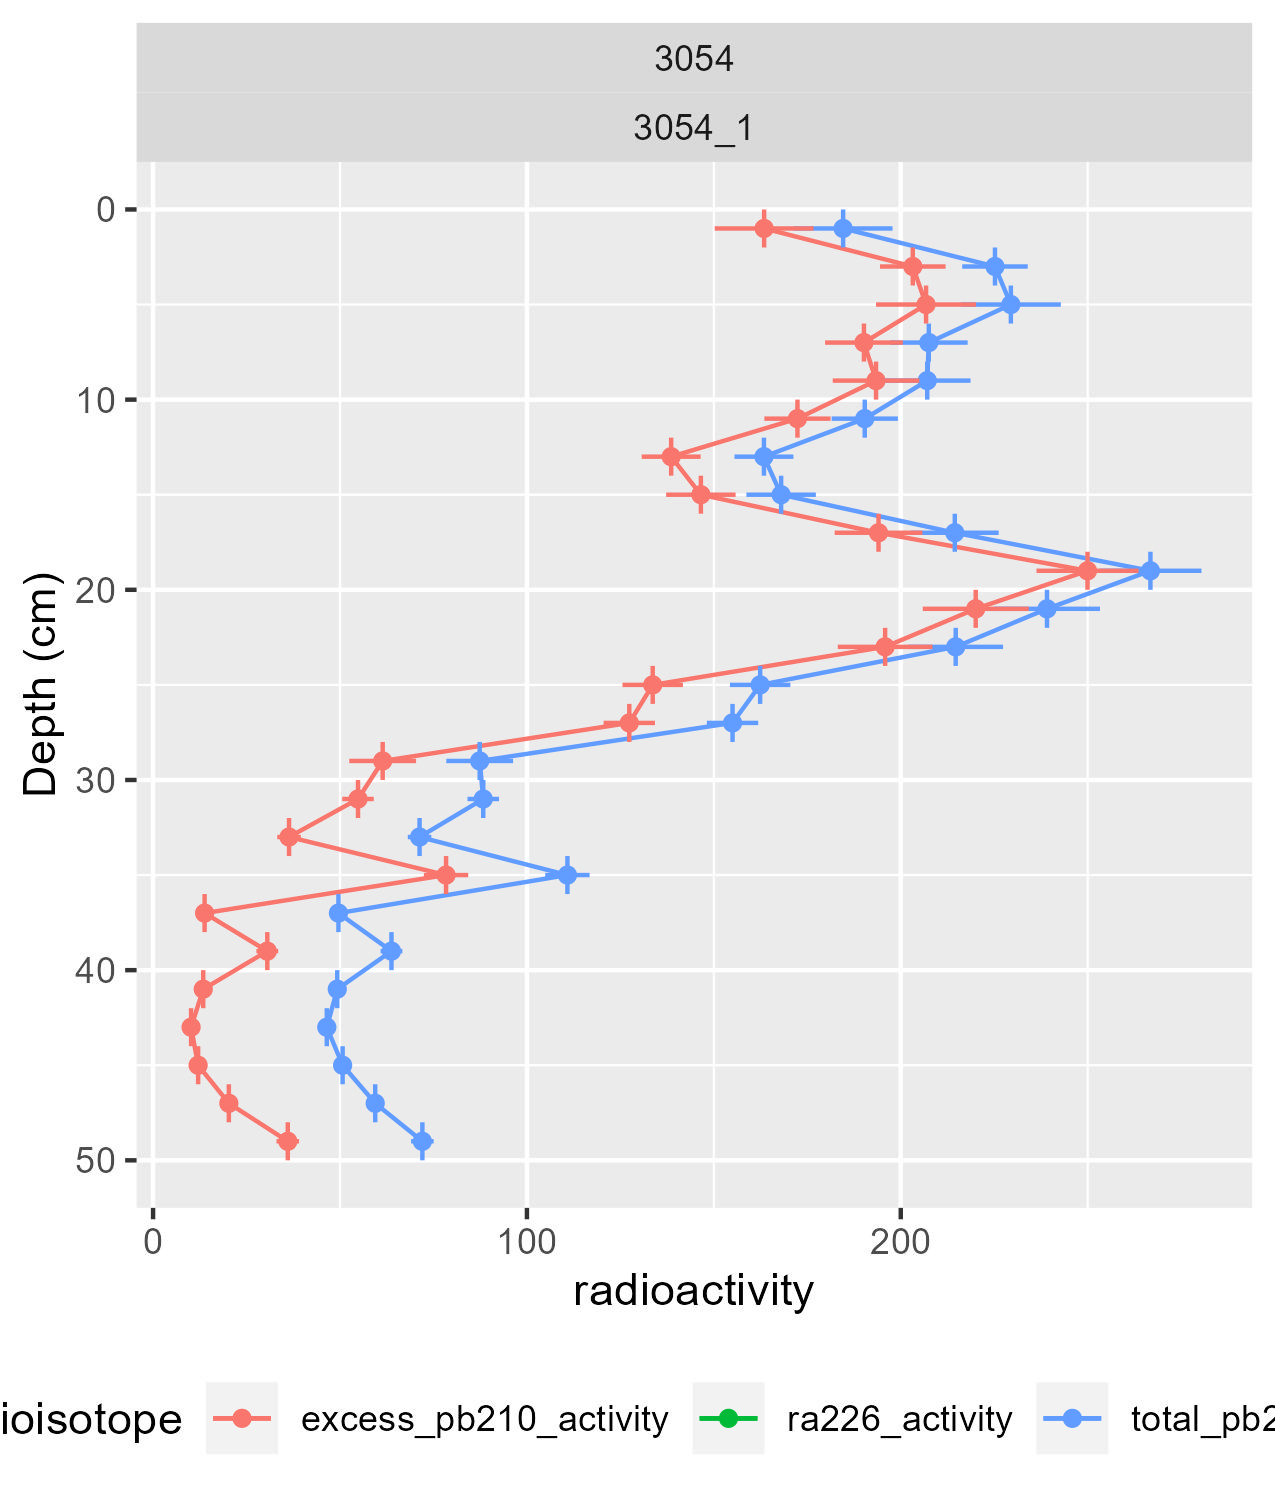 3054
3054_1
0
10
20
30
40
50
Depth (cm)
0 100 200
radioactivity
ioisotope excess_pb210_activity ra226_activity total_pb2